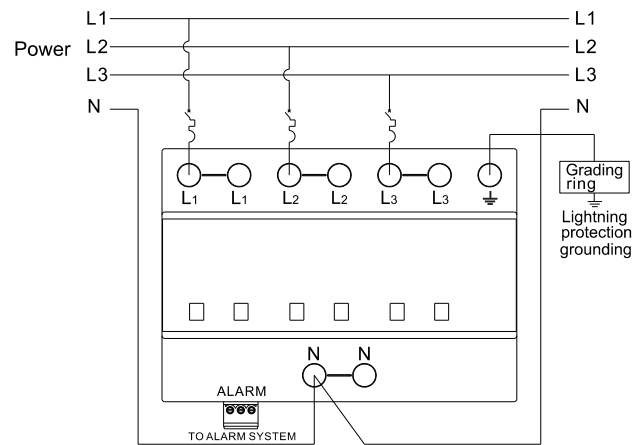 L1 L1
Power L2 L2
L3 L3
N N
L1 L1 L2 L2 L3 L3
Grading
ring
Lightning
protection
grounding
N N
ALARM
TO ALARM SYSTEM